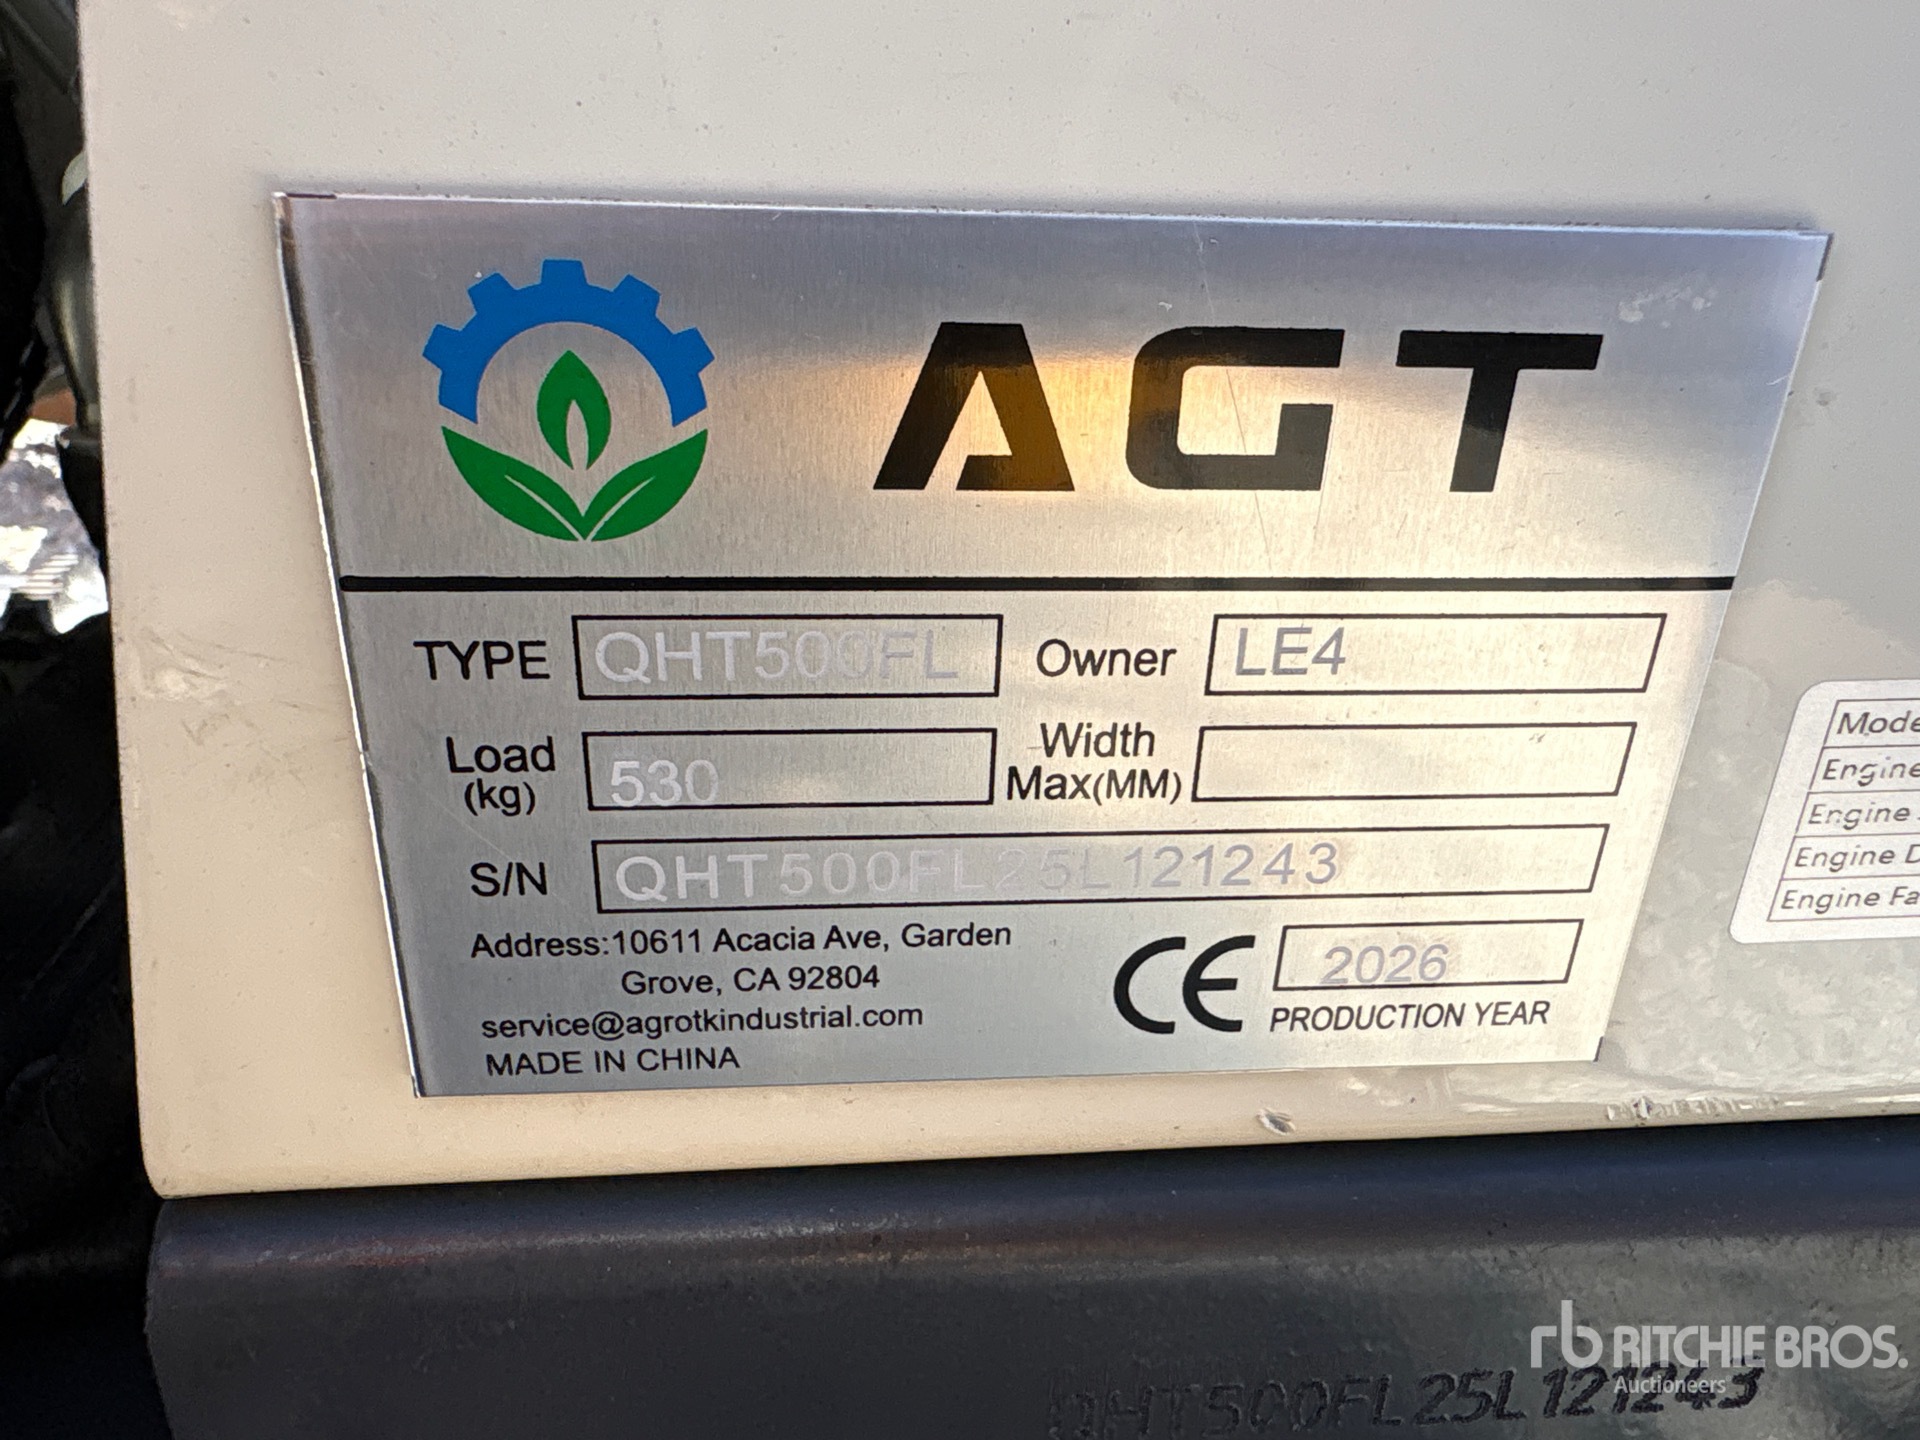 AGT
TYPE QHT500FL Owner LE4
Load (kg) 530 Width Max(MM)
S/N QHT500FL25L121243
Address:10611 Acacia Ave, Garden
Grove, CA 92804
service@agrotkindustrial.com
MADE IN CHINA
CE 2026
PRODUCTION YEAR
Mode
Engine
Engine
Engine D
Engine Fa
QHT500FL25L121243
rb RITCHIE BROS.
Auctioneers